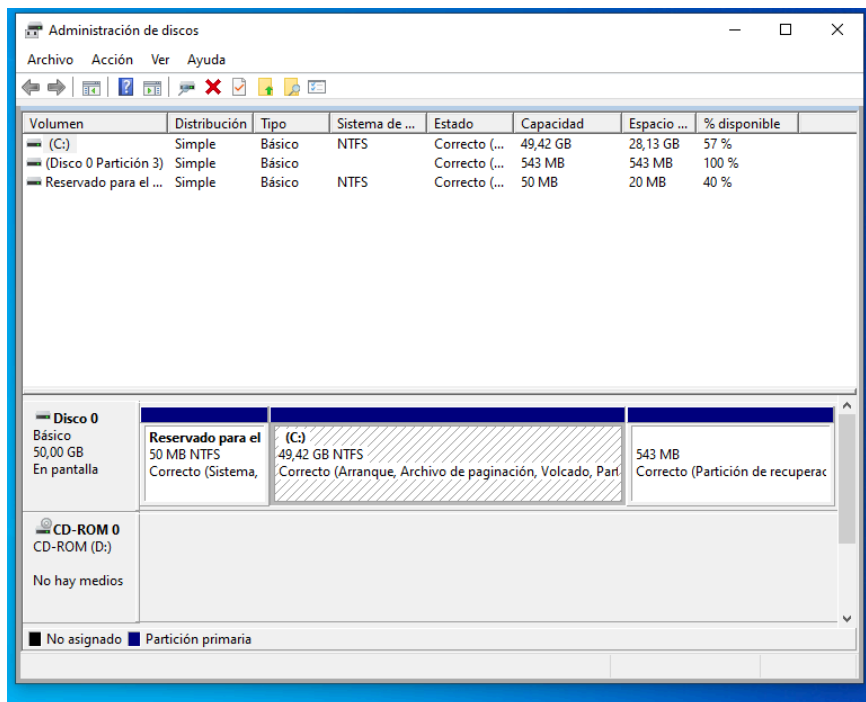 Administración de discos
Archivo Acción Ver Ayuda
Volumen Distribución Tipo Sistema de ... Estado Capacidad Espacio ... % disponible
(C:) Simple Básico NTFS Correcto (... 49,42 GB 28,13 GB 57 %
(Disco 0 Partición 3) Simple Básico Correcto (... 543 MB 543 MB 100 %
Reservado para el ... Simple Básico NTFS Correcto (... 50 MB 20 MB 40 %
Disco 0
Básico
50,00 GB
En pantalla
Reservado para el
50 MB NTFS
Correcto (Sistema,
(C:)
49,42 GB NTFS
Correcto (Arranque, Archivo de paginación, Volcado, Part
543 MB
Correcto (Partición de recuperac
CD-ROM 0
CD-ROM (D:)
No hay medios
No asignado Partición primaria